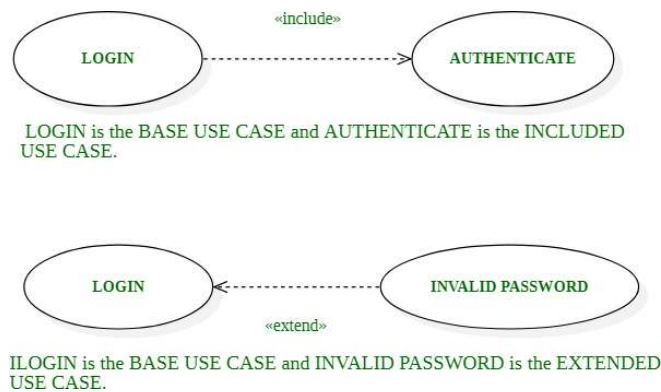 «include»
LOGIN
AUTHENTICATE
LOGIN is the BASE USE CASE and AUTHENTICATE is the INCLUDED
USE CASE.
LOGIN
INVALID PASSWORD
«extend»
ILOGIN is the BASE USE CASE and INVALID PASSWORD is the EXTENDED
USE CASE.